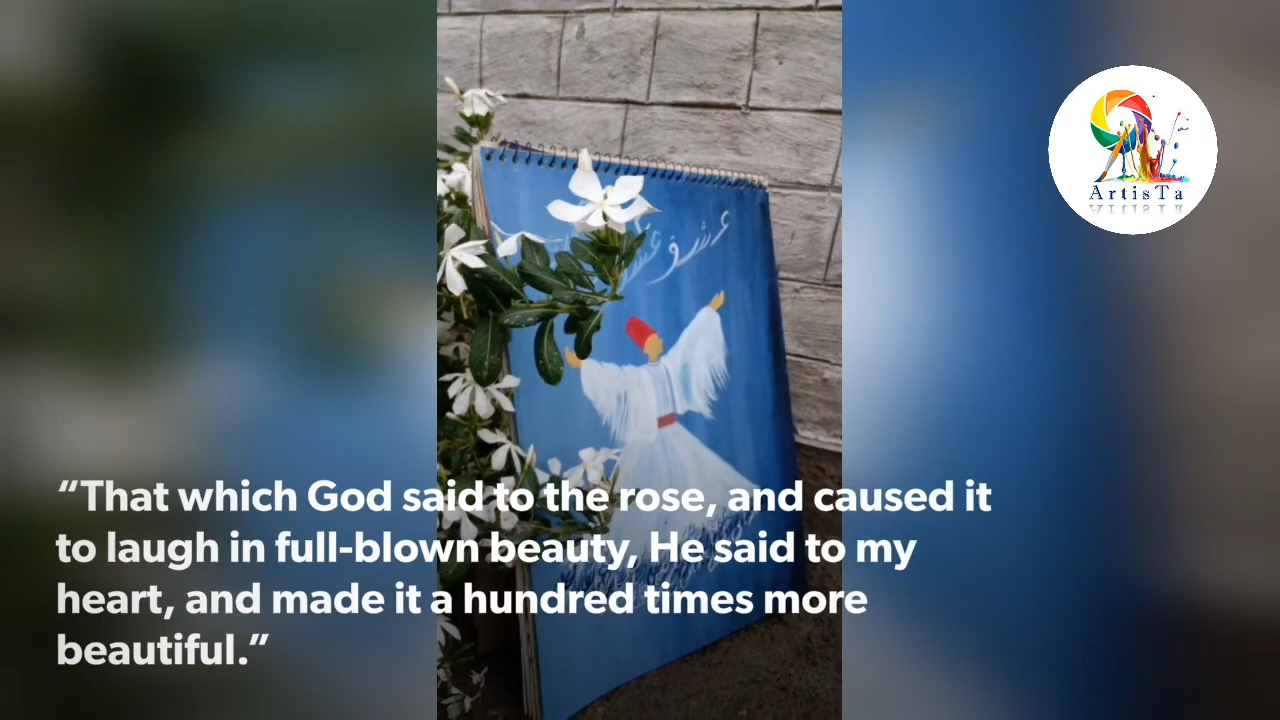 ArtisTa
عشق
“That which God said to the rose, and caused it
to laugh in full-blown beauty, He said to my
heart, and made it a hundred times more
beautiful.”